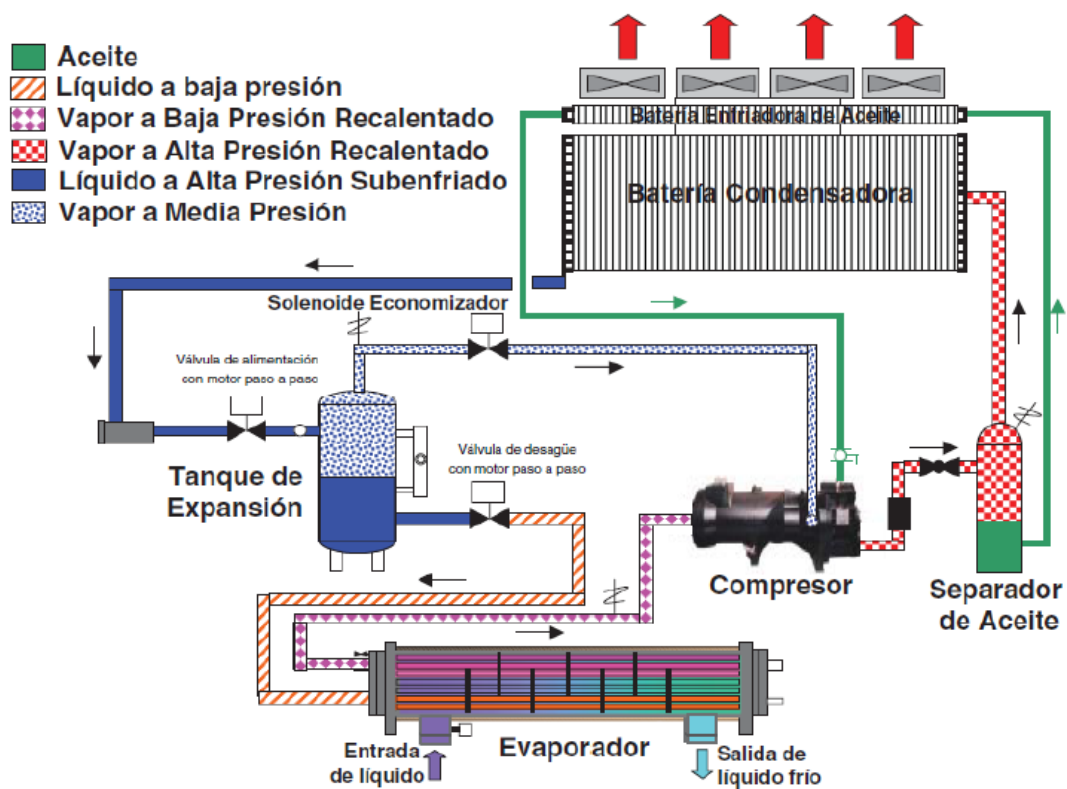 Aceite
Líquido a baja presión
Vapor a Baja Presión Recalentado
Vapor a Alta Presión Recalentado
Líquido a Alta Presión Subenfriado
Vapor a Media Presión
Batería Enfriadora de Aceite
Batería Condensadora
Solenoide Economizador
Válvula de alimentación
con motor paso a paso
Tanque de
Expansión
Válvula de desagüe
con motor paso a paso
Compresor
Separador
de Aceite
Evaporador
Entrada
de líquido
Salida de
líquido frío